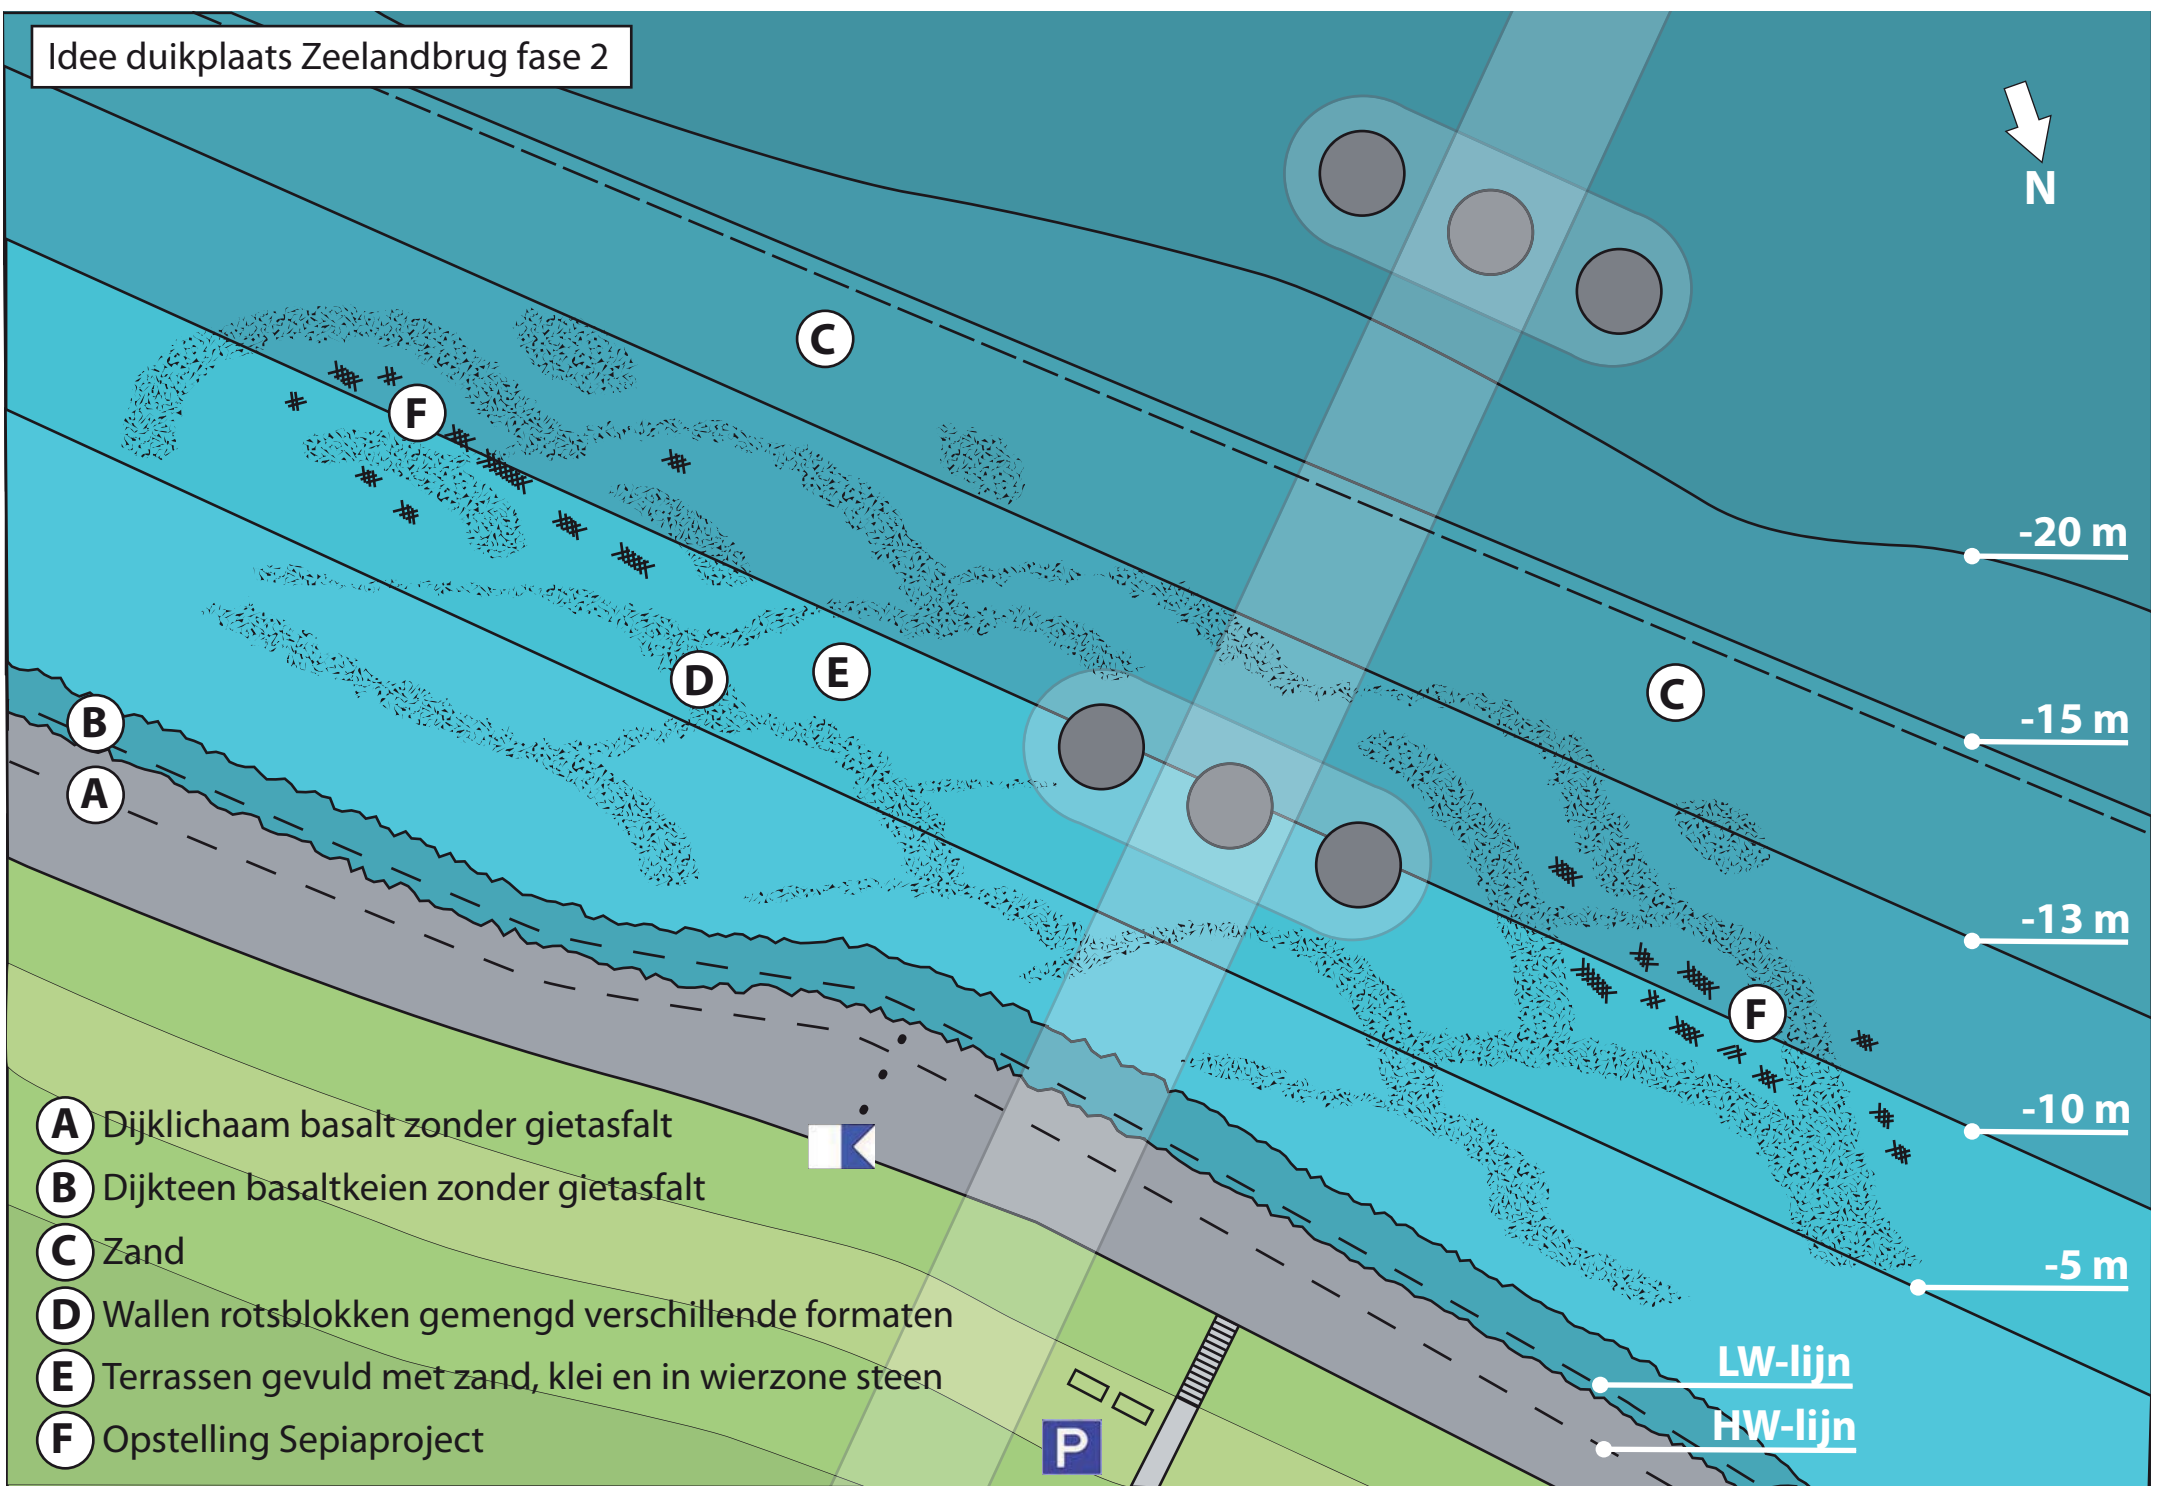 Idee duikplaats Zeelandbrug fase 2
N
C
F
-20 m
D
E
C
-15 m
B
A
-13 m
F
-10 m
-5 m
A Dijklichaam basalt zonder gietasfalt
B Dijkteen basaltkeien zonder gietasfalt
C Zand
D Wallen rotsblokken gemengd verschillende formaten
E Terrassen gevuld met zand, klei en in wierzone steen
F Opstelling Sepiaproject
P
LW-lijn
HW-lijn